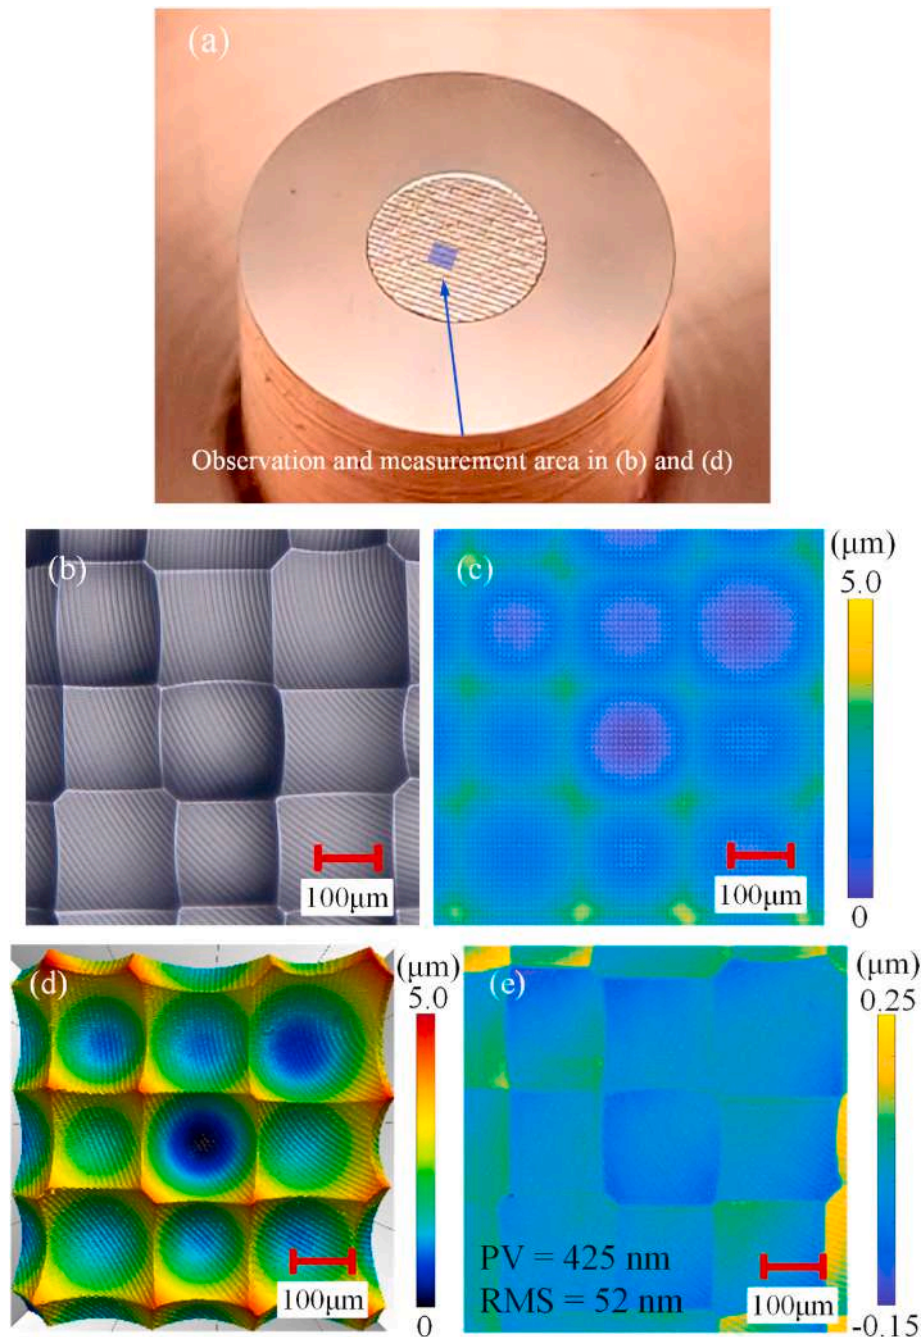 (a)
Observation and measurement area in (b) and (d)
(b)
100μm
(c)
100μm
(μm)
5.0
0
(d)
100μm
(μm)
5.0
0
(e)
PV = 425 nm
RMS = 52 nm
100μm
(μm)
0.25
-0.15